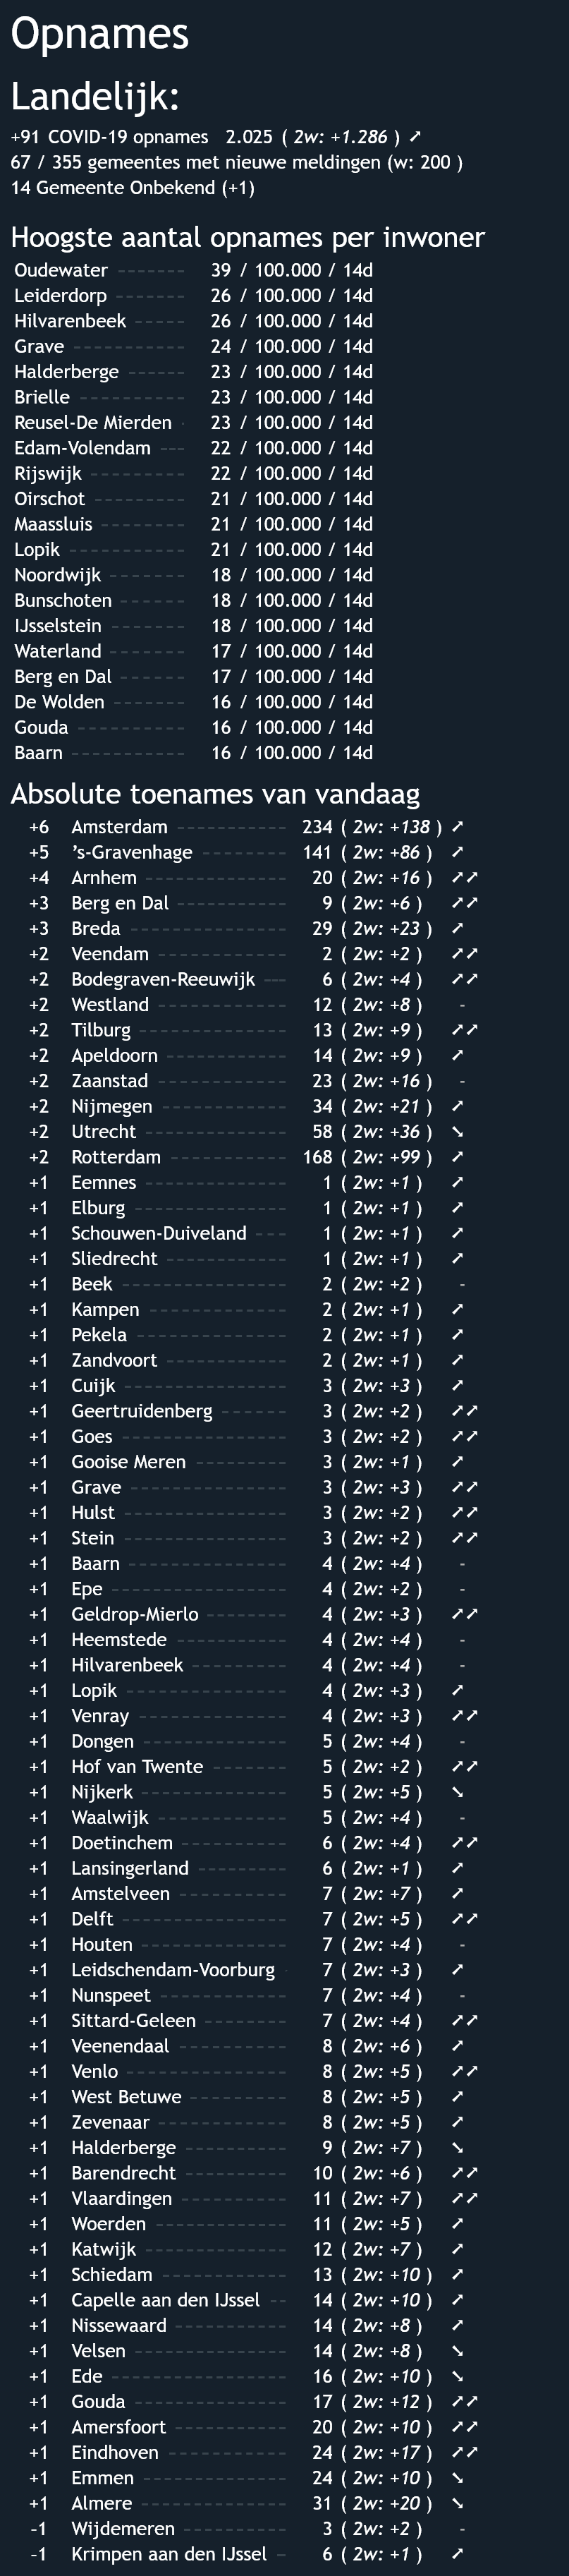 Opnames
Landelijk:
+91 COVID-19 opnames 2.025 ( 2w: +1.286 ) ➚
67 / 355 gemeentes met nieuwe meldingen (w: 200 )
14 Gemeente Onbekend (+1)
Hoogste aantal opnames per inwoner
Oudewater ------- 39 / 100.000 / 14d
Leiderdorp ------- 26 / 100.000 / 14d
Hilvarenbeek ----- 26 / 100.000 / 14d
Grave ----------- 24 / 100.000 / 14d
Halderberge ------ 23 / 100.000 / 14d
Brielle ----------- 23 / 100.000 / 14d
Reusel-De Mierden - 23 / 100.000 / 14d
Edam-Volendam --- 22 / 100.000 / 14d
Rijswijk ---------- 22 / 100.000 / 14d
Oirschot --------- 21 / 100.000 / 14d
Maassluis -------- 21 / 100.000 / 14d
Lopik ----------- 21 / 100.000 / 14d
Noordwijk -------- 18 / 100.000 / 14d
Bunschoten ------ 18 / 100.000 / 14d
IJsselstein ------- 18 / 100.000 / 14d
Waterland ------- 17 / 100.000 / 14d
Berg en Dal ------ 17 / 100.000 / 14d
De Wolden ------- 16 / 100.000 / 14d
Gouda ---------- 16 / 100.000 / 14d
Baarn ----------- 16 / 100.000 / 14d
Absolute toenames van vandaag
+6 Amsterdam ---------- 234 ( 2w: +138 ) ➚
+5 's-Gravenhage -------- 141 ( 2w: +86 ) ➚
+4 Arnhem ------------- 20 ( 2w: +16 ) ➚➚
+3 Berg en Dal ---------- 9 ( 2w: +6 ) ➚➚
+3 Breda -------------- 29 ( 2w: +23 ) ➚
+2 Veendam ------------ 2 ( 2w: +2 ) ➚➚
+2 Bodegraven-Reeuwijk --- 6 ( 2w: +4 ) ➚➚
+2 Westland ------------ 12 ( 2w: +8 ) -
+2 Tilburg ------------- 13 ( 2w: +9 ) ➚➚
+2 Apeldoorn ----------- 14 ( 2w: +9 ) ➚
+2 Zaanstad ------------ 23 ( 2w: +16 ) -
+2 Nijmegen ------------ 34 ( 2w: +21 ) ➚
+2 Utrecht ------------- 58 ( 2w: +36 ) ➘
+2 Rotterdam ----------- 168 ( 2w: +99 ) ➚
+1 Eemnes ------------- 1 ( 2w: +1 ) ➚
+1 Elburg -------------- 1 ( 2w: +1 ) ➚
+1 Schouwen-Duiveland --- 1 ( 2w: +1 ) ➚
+1 Sliedrecht ----------- 1 ( 2w: +1 ) ➚
+1 Beek --------------- 2 ( 2w: +2 ) -
+1 Kampen ------------- 2 ( 2w: +1 ) ➚
+1 Pekela -------------- 2 ( 2w: +1 ) ➚
+1 Zandvoort ----------- 2 ( 2w: +1 ) ➚
+1 Cuijk --------------- 3 ( 2w: +3 ) ➚
+1 Geertruidenberg ------ 3 ( 2w: +2 ) ➚➚
+1 Goes --------------- 3 ( 2w: +2 ) ➚➚
+1 Gooise Meren -------- 3 ( 2w: +1 ) ➚
+1 Grave -------------- 3 ( 2w: +3 ) ➚➚
+1 Hulst --------------- 3 ( 2w: +2 ) ➚➚
+1 Stein --------------- 3 ( 2w: +2 ) ➚➚
+1 Baarn -------------- 4 ( 2w: +4 ) -
+1 Epe ---------------- 4 ( 2w: +2 ) -
+1 Geldrop-Mierlo ------- 4 ( 2w: +3 ) ➚➚
+1 Heemstede ---------- 4 ( 2w: +4 ) -
+1 Hilvarenbeek --------- 4 ( 2w: +4 ) -
+1 Lopik --------------- 4 ( 2w: +3 ) ➚
+1 Venray ------------- 4 ( 2w: +3 ) ➚➚
+1 Dongen ------------- 5 ( 2w: +4 ) -
+1 Hof van Twente ------- 5 ( 2w: +2 ) ➚➚
+1 Nijkerk ------------- 5 ( 2w: +5 ) ➘
+1 Waalwijk ------------ 5 ( 2w: +4 ) -
+1 Doetinchem ---------- 6 ( 2w: +4 ) ➚➚
+1 Lansingerland -------- 6 ( 2w: +1 ) ➚
+1 Amstelveen ---------- 7 ( 2w: +7 ) ➚
+1 Delft --------------- 7 ( 2w: +5 ) ➚➚
+1 Houten ------------- 7 ( 2w: +4 ) -
+1 Leidschendam-Voorburg - 7 ( 2w: +3 ) ➚
+1 Nunspeet ------------ 7 ( 2w: +4 ) -
+1 Sittard-Geleen -------- 7 ( 2w: +4 ) ➚➚
+1 Veenendaal ---------- 8 ( 2w: +6 ) ➚
+1 Venlo --------------- 8 ( 2w: +5 ) ➚➚
+1 West Betuwe --------- 8 ( 2w: +5 ) ➚
+1 Zevenaar ------------ 8 ( 2w: +5 ) ➚
+1 Halderberge ---------- 9 ( 2w: +7 ) ➘
+1 Barendrecht ---------- 10 ( 2w: +6 ) ➚➚
+1 Vlaardingen ---------- 11 ( 2w: +7 ) ➚➚
+1 Woerden ------------ 11 ( 2w: +5 ) ➚
+1 Katwijk ------------- 12 ( 2w: +7 ) ➚
+1 Schiedam ------------ 13 ( 2w: +10 ) ➚
+1 Capelle aan den IJssel -- 14 ( 2w: +10 ) ➚
+1 Nissewaard ---------- 14 ( 2w: +8 ) ➚
+1 Velsen -------------- 14 ( 2w: +8 ) ➘
+1 Ede ---------------- 16 ( 2w: +10 ) ➘
+1 Gouda -------------- 17 ( 2w: +12 ) ➚➚
+1 Amersfoort ---------- 20 ( 2w: +10 ) ➚➚
+1 Eindhoven ----------- 24 ( 2w: +17 ) ➚➚
+1 Emmen ------------- 24 ( 2w: +10 ) ➘
+1 Almere ------------- 31 ( 2w: +20 ) ➘
-1 Wijdemeren --------- 3 ( 2w: +2 ) -
-1 Krimpen aan den IJssel - 6 ( 2w: +1 ) ➚